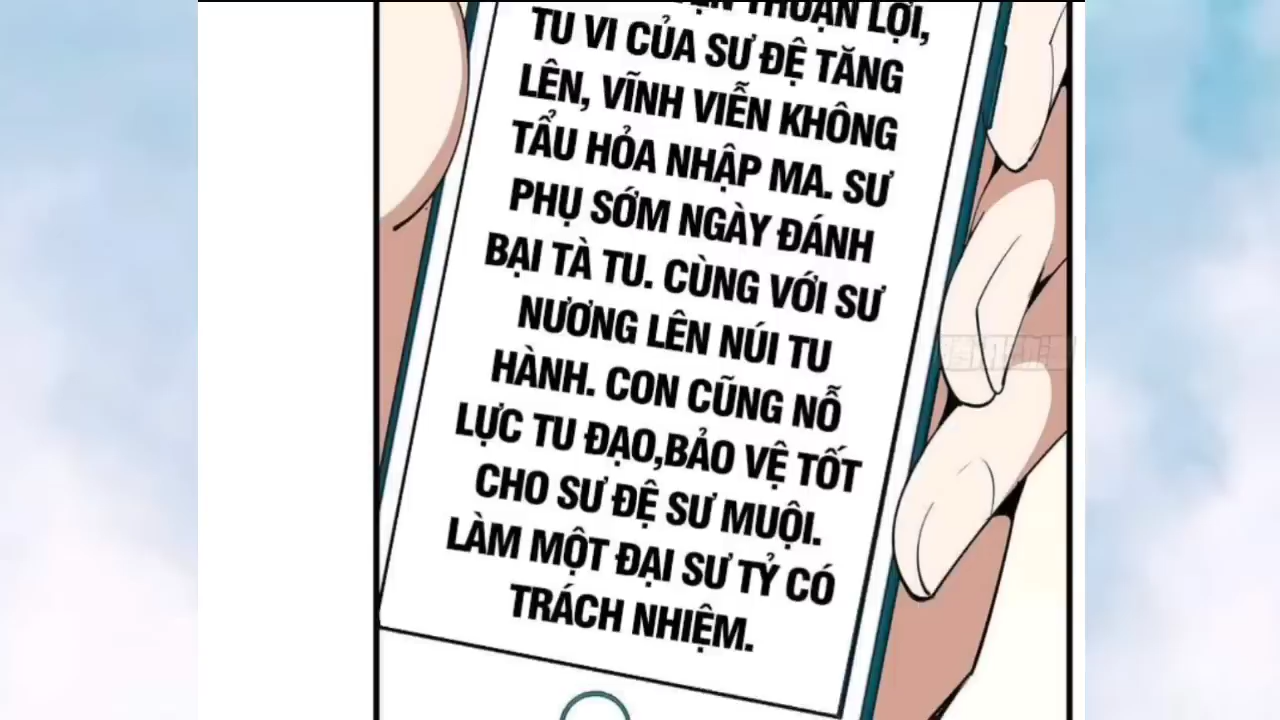 THUẬN LỢI,
TU VI CỦA SƯ ĐỆ TĂNG
LÊN, VĨNH VIỄN KHÔNG
TẨU HỎA NHẬP MA. SƯ
PHỤ SỚM NGÀY ĐÁNH
BẠI TÀ TU. CÙNG VỚI SƯ
NƯƠNG LÊN NÚI TU
HÀNH. CON CŨNG NỖ
LỰC TU ĐẠO,BẢO VỆ TỐT
CHO SƯ ĐỆ SƯ MUỘI.
LÀM MỘT ĐẠI SƯ TỶ CÓ
TRÁCH NHIỆM.